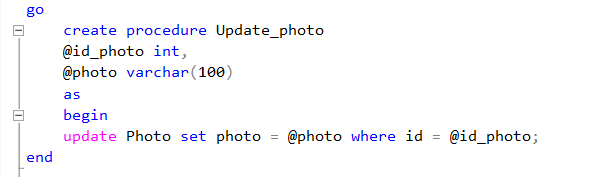 go
create procedure Update_photo
@id_photo int,
@photo varchar(100)
as
begin
update Photo set photo = @photo where id = @id_photo;
end